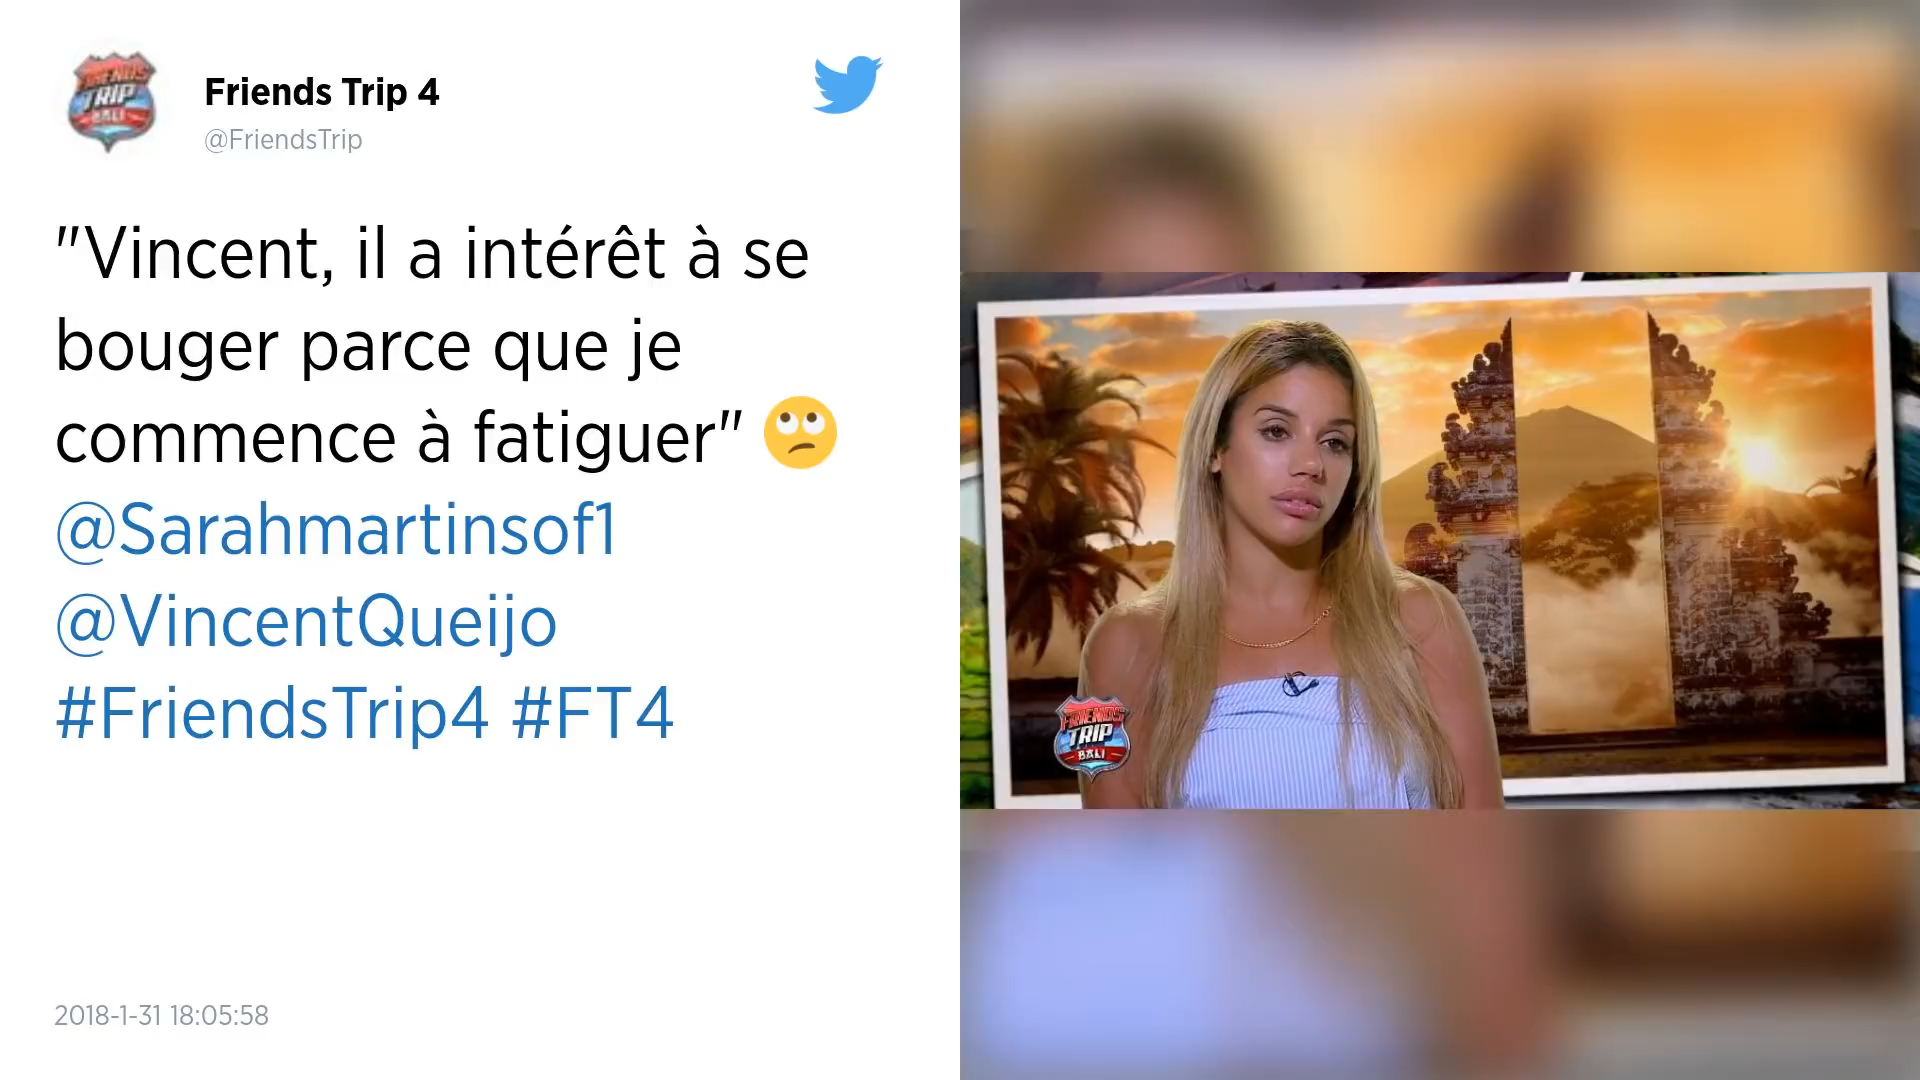 Friends Trip 4
@FriendsTrip
"Vincent, il a intérêt à se
bouger parce que je
commence à fatiguer" 🙄
@Sarahmartinsof1
@VincentQueijo
#FriendsTrip4 #FT4
2018-1-31 18:05:58
FRIENDS
TRIP
BALI
FRIENDS
TRIP
BALI